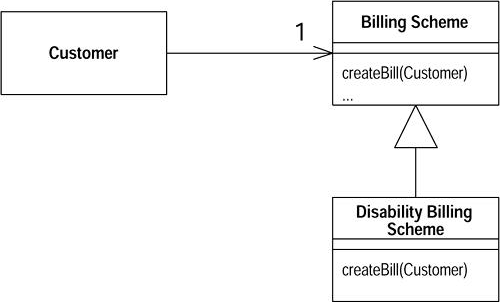 Customer
1
Billing Scheme
createBill(Customer)
...
Disability Billing
Scheme
createBill(Customer)